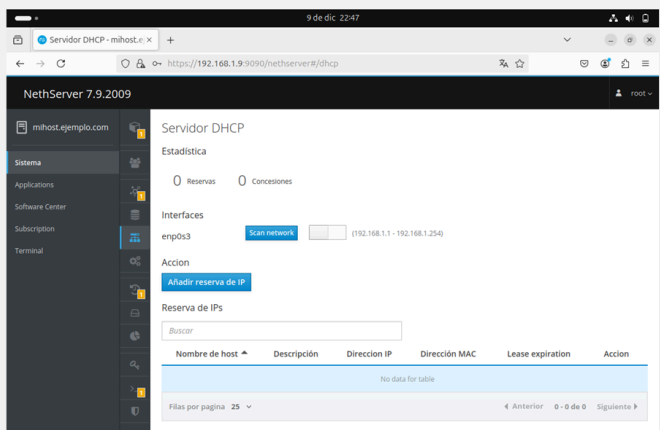 9 de dic 22:47
Servidor DHCP - mihost.ej
https://192.168.1.9:9090/nethserver#/dhcp
NethServer 7.9.2009
root
mihost.ejemplo.com
1
Servidor DHCP
Sistema
Estadística
Applications
0 Reservas 0 Concesiones
1
Software Center
Interfaces
Subscription
enp0s3 Scan network (192.168.1.1 - 192.168.1.254)
Terminal
Accion
Añadir reserva de IP
1
Reserva de IPs
Buscar
Nombre de host Descripción Direccion IP Dirección MAC Lease expiration Accion
No data for table
1
Filas por pagina 25 Anterior 0 - 0 de 0 Siguiente